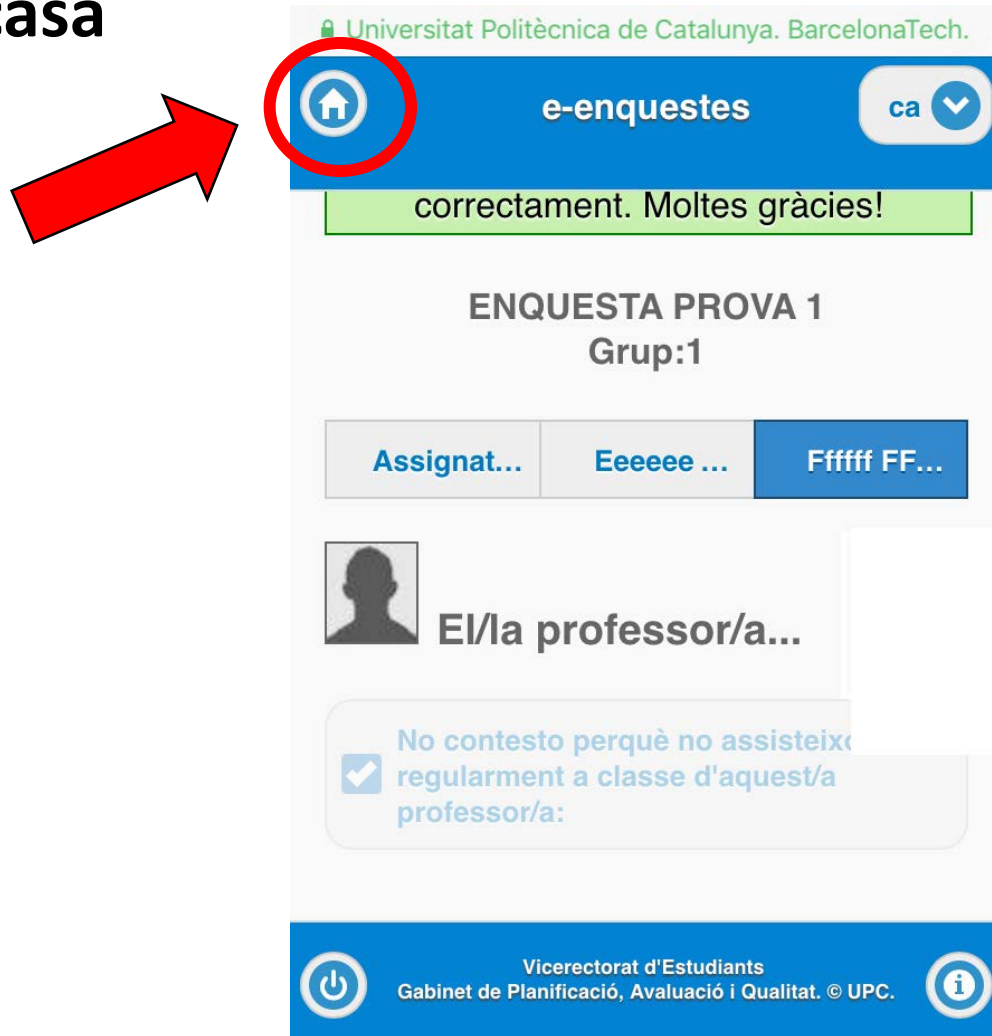 casa
Universitat Politècnica de Catalunya. BarcelonaTech.
e-enquestes
ca
correctament. Moltes gràcies!
ENQUESTA PROVA 1
Grup:1
Assignat...
Eeeeee ...
Ffffff FF...
El/la professor/a...
No contesto perquè no assisteixo
regularment a classe d'aquest/a
professor/a:
Vicerectorat d'Estudiants
Gabinet de Planificació, Avaluació i Qualitat. © UPC.